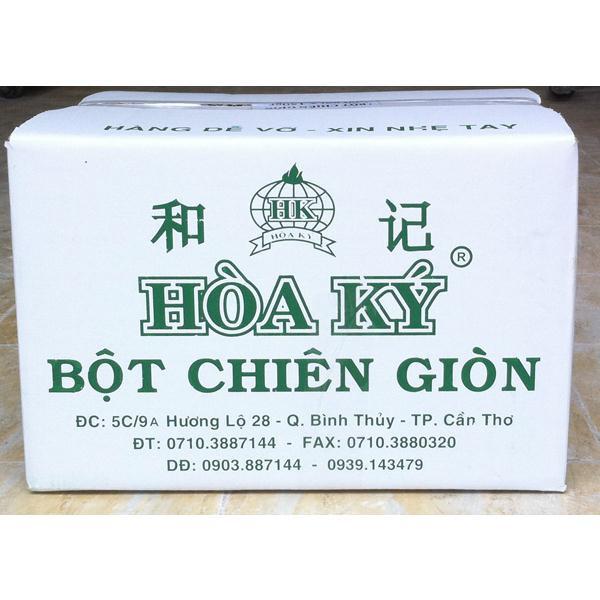 HÀNG DỄ VỠ - XIN NHẸ TAY
HK
HÒA KÝ
和 记
HÒA KÝ ®
BỘT CHIÊN GIÒN
ĐC: 5C/9A Hương Lộ 28 - Q. Bình Thủy - TP. Cần Thơ
ĐT: 0710.3887144 - FAX: 0710.3880320
DĐ: 0903.887144 - 0939.143479